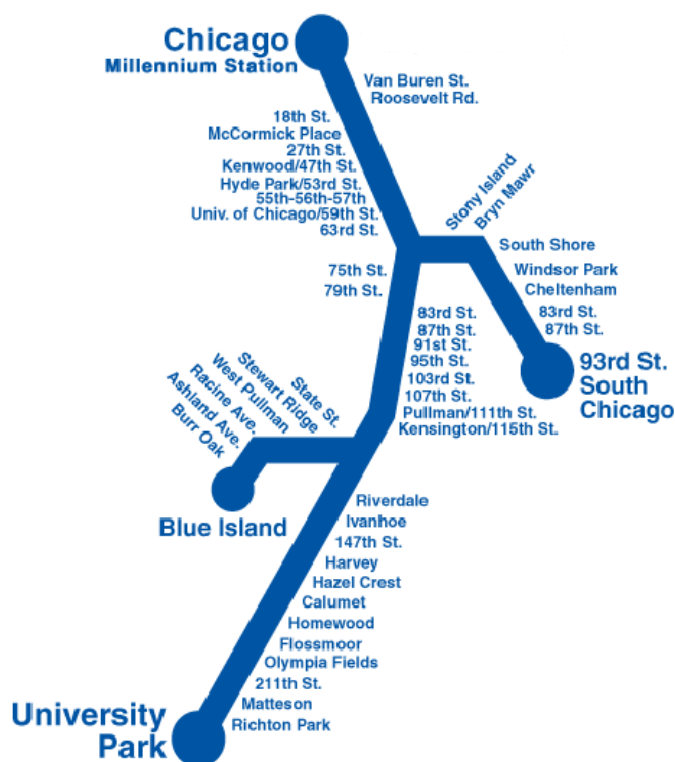 Chicago
Millennium Station
Van Buren St.
Roosevelt Rd.
18th St.
McCormick Place
27th St.
Kenwood/47th St.
Hyde Park/53rd St.
55th-56th-57th
Univ. of Chicago/59th St.
63rd St.
Stony Island
Bryn Mawr
South Shore
Windsor Park
Cheltenham
83rd St.
87th St.
93rd St.
South
Chicago
75th St.
79th St.
83rd St.
87th St.
91st St.
95th St.
103rd St.
107th St.
Pullman/111th St.
Kensington/115th St.
State St.
Stewart Ridge
West Pullman
Racine Ave.
Ashland Ave.
Burr Oak
Blue Island
Riverdale
Ivanhoe
147th St.
Harvey
Hazel Crest
Calumet
Homewood
Flossmoor
Olympia Fields
211th St.
Matteson
Richton Park
University
Park